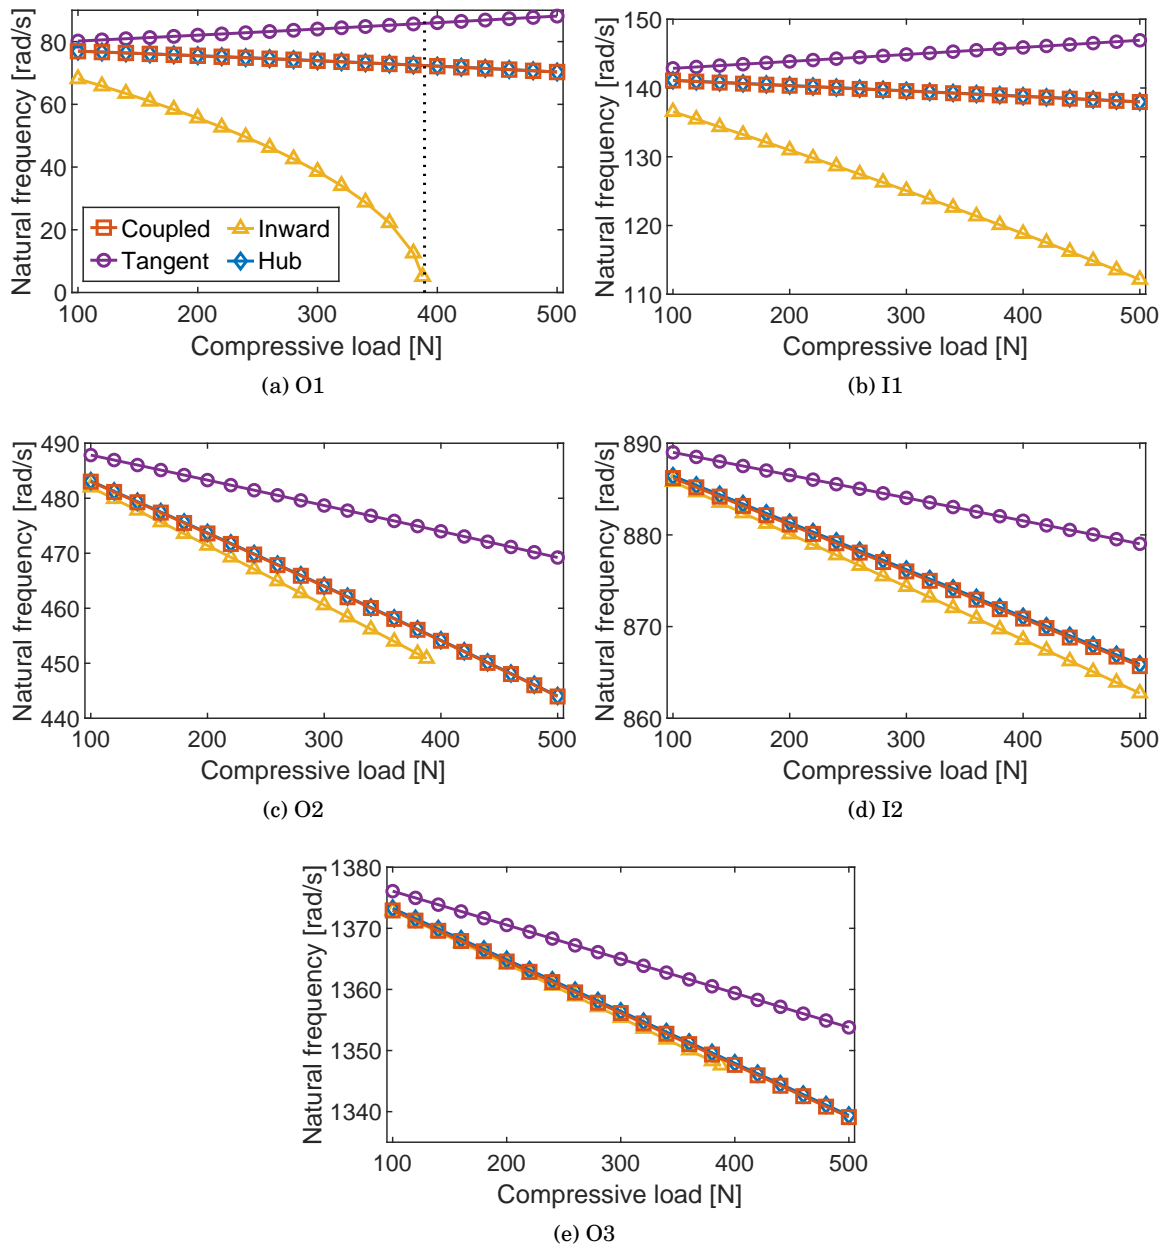 Natural frequency [rad/s]
80
60
40
20
0
Coupled
Inward
Tangent
Hub
100
200
300
400
500
Compressive load [N]
(a) O1
Natural frequency [rad/s]
150
140
130
120
110
100
200
300
400
500
Compressive load [N]
(b) I1
Natural frequency [rad/s]
490
480
470
460
450
440
100
200
300
400
500
Compressive load [N]
(c) O2
Natural frequency [rad/s]
890
880
870
860
100
200
300
400
500
Compressive load [N]
(d) I2
Natural frequency [rad/s]
1380
1370
1360
1350
1340
100
200
300
400
500
Compressive load [N]
(e) O3